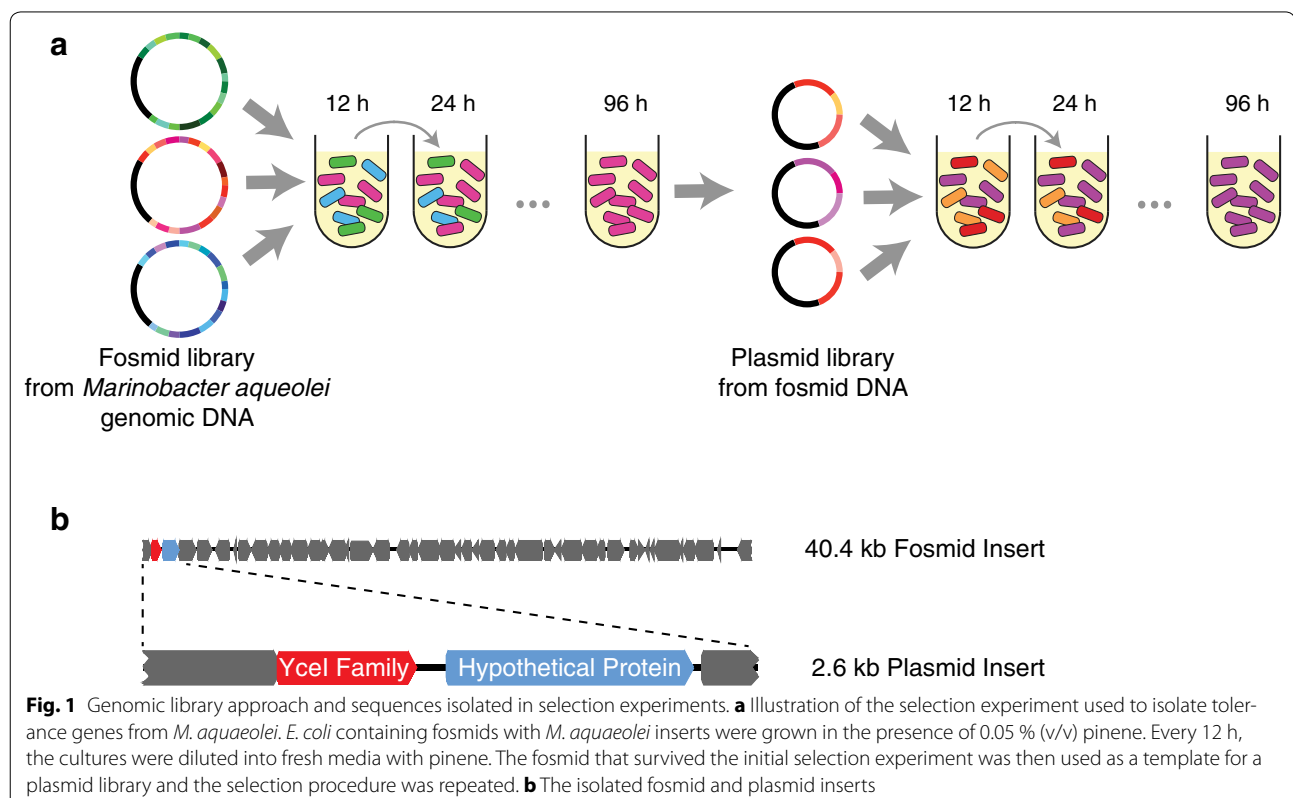 a
12 h 24 h 96 h 12 h 24 h 96 h
Fosmid library
from Marinobacter aqueolei
genomic DNA
Plasmid library
from fosmid DNA
b
40.4 kb Fosmid Insert
YceI Family Hypothetical Protein 2.6 kb Plasmid Insert
Fig. 1 Genomic library approach and sequences isolated in selection experiments. a Illustration of the selection experiment used to isolate toler-
ance genes from M. aquaeolei. E. coli containing fosmids with M. aquaeolei inserts were grown in the presence of 0.05 % (v/v) pinene. Every 12 h,
the cultures were diluted into fresh media with pinene. The fosmid that survived the initial selection experiment was then used as a template for a
plasmid library and the selection procedure was repeated. b The isolated fosmid and plasmid inserts